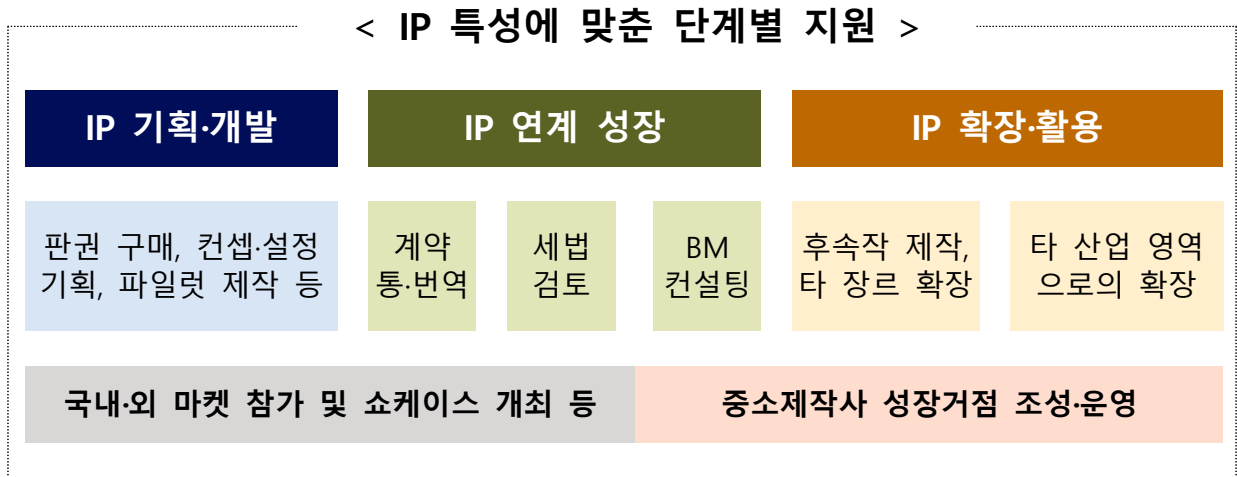 < IP 특성에 맞춘 단계별 지원 >
IP 기획·개발
IP 연계 성장
IP 확장·활용
판권 구매, 컨셉·설정
기획, 파일럿 제작 등
계약
통·번역
세법
검토
BM
컨설팅
후속작 제작,
타 장르 확장
타 산업 영역
으로의 확장
국내·외 마켓 참가 및 쇼케이스 개최 등
중소제작사 성장거점 조성·운영